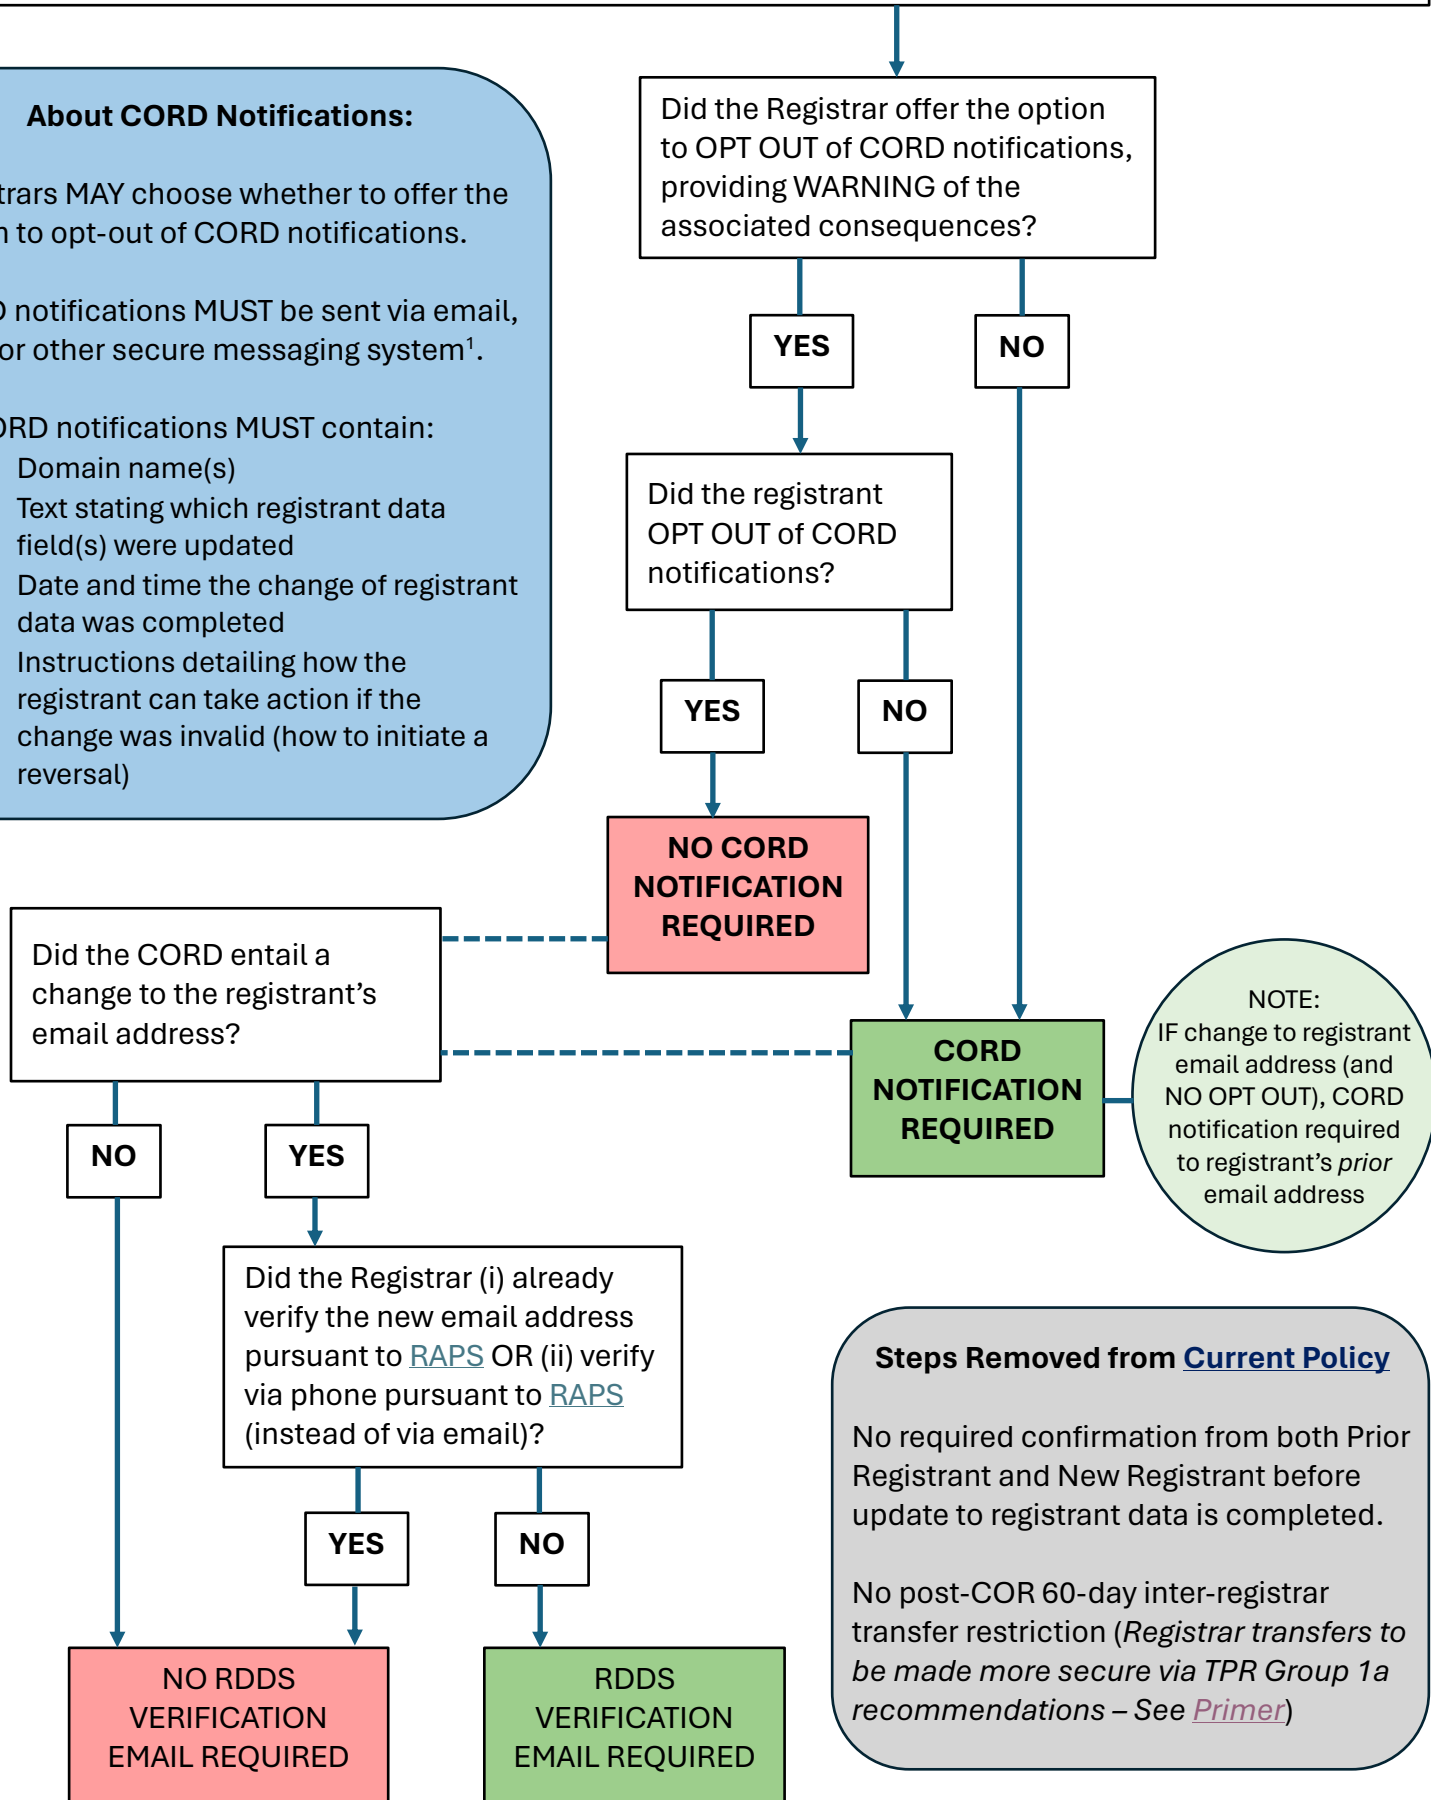 About CORD Notifications:
trars MAY choose whether to offer the
n to opt-out of CORD notifications.
D notifications MUST be sent via email,
or other secure messaging system¹.
ORD notifications MUST contain:
Domain name(s)
Text stating which registrant data
field(s) were updated
Date and time the change of registrant
data was completed
Instructions detailing how the
registrant can take action if the
change was invalid (how to initiate a
reversal)
Did the Registrar offer the option
to OPT OUT of CORD notifications,
providing WARNING of the
associated consequences?
YES
NO
Did the registrant
OPT OUT of CORD
notifications?
YES
NO
NO CORD
NOTIFICATION
REQUIRED
CORD
NOTIFICATION
REQUIRED
NOTE:
IF change to registrant
email address (and
NO OPT OUT), CORD
notification required
to registrant's prior
email address
Did the CORD entail a
change to the registrant's
email address?
NO
YES
Did the Registrar (i) already
verify the new email address
pursuant to RAPS OR (ii) verify
via phone pursuant to RAPS
(instead of via email)?
YES
NO
NO RDDS
VERIFICATION
EMAIL REQUIRED
RDDS
VERIFICATION
EMAIL REQUIRED
Steps Removed from Current Policy
No required confirmation from both Prior
Registrant and New Registrant before
update to registrant data is completed.
No post-COR 60-day inter-registrar
transfer restriction (Registrar transfers to
be made more secure via TPR Group 1a
recommendations – See Primer)